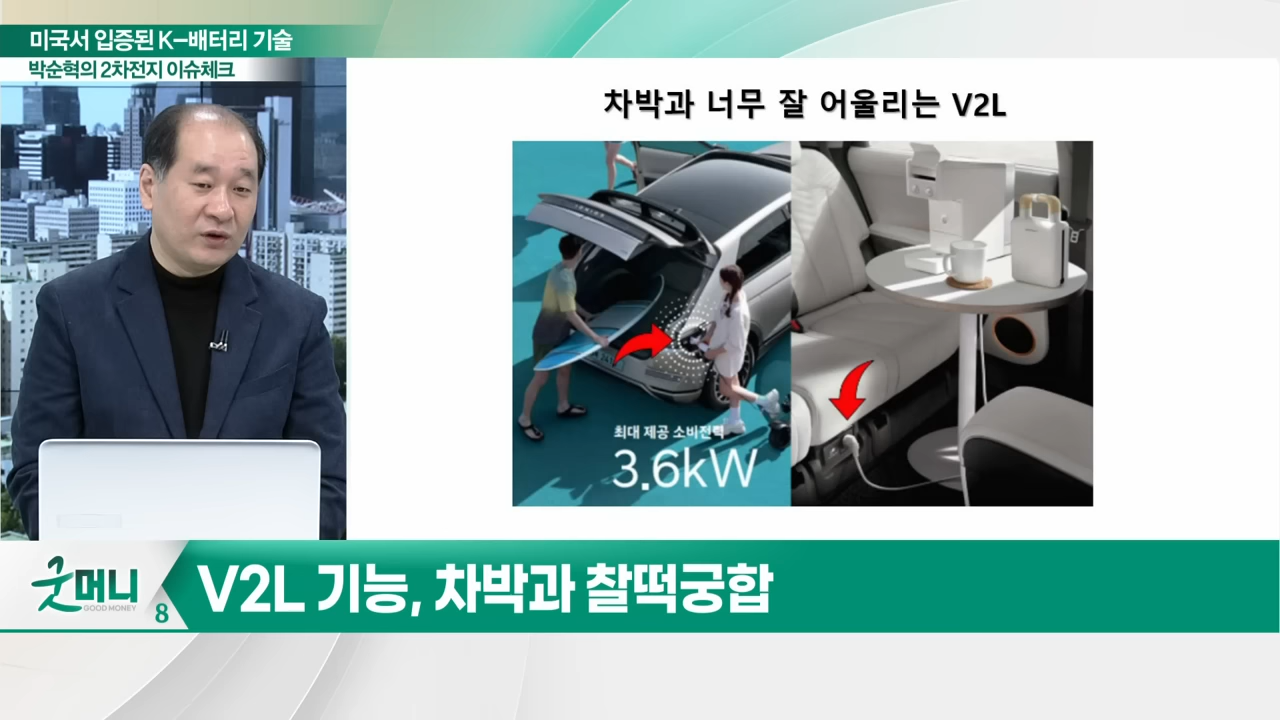 미국서 입증된 K-배터리 기술
박순혁의 2차전지 이슈체크
차박과 너무 잘 어울리는 V2L
최대 제공 소비전력
3.6kW
굿머니
GOOD MONEY
8
V2L 기능, 차박과 찰떡궁합